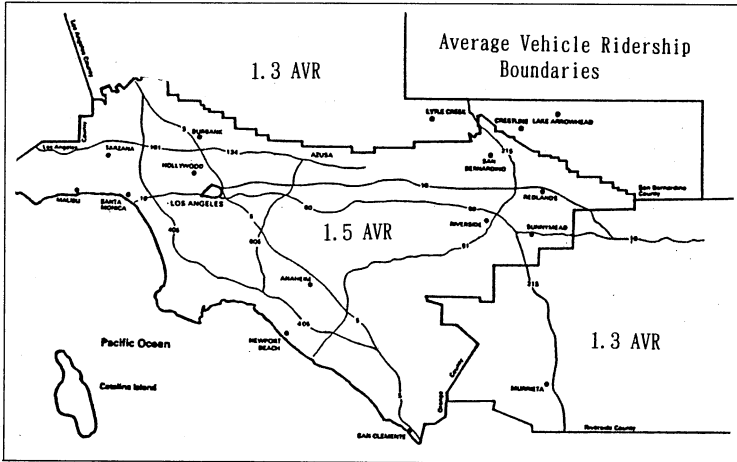 Average Vehicle Ridership
Boundaries
1.3 AVR
Los Angeles County
LYTLE CREEK
CRESTLINE
LAKE ARROWHEAD
5
BURBANK
215
Los Angeles
County
101
134
AZUSA
TARZANA
SAN
BERNARDINO
HOLLYWOOD
10
REDLANDS
San Bernardino
County
MALIBU
SANTA
MONICA
10
LOS ANGELES
60
60
5
1.5 AVR
RIVERSIDE
SUNNYMEAD
10
405
605
91
ANAHEIM
215
5
405
Pacific Ocean
NEWPORT
BEACH
1.3 AVR
Catalina Island
Orange
County
MURRIETA
5
SAN CLEMENTE
Riverside County